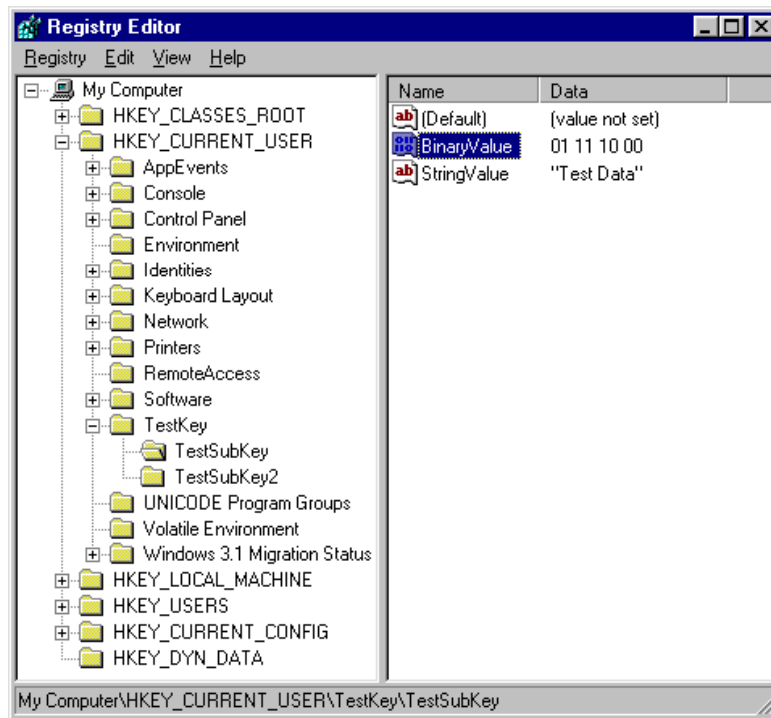 Registry Editor
Registry Edit View Help
My Computer
HKEY_CLASSES_ROOT
HKEY_CURRENT_USER
AppEvents
Console
Control Panel
Environment
Identities
Keyboard Layout
Network
Printers
RemoteAccess
Software
TestKey
TestSubKey
TestSubKey2
UNICODE Program Groups
Volatile Environment
Windows 3.1 Migration Status
HKEY_LOCAL_MACHINE
HKEY_USERS
HKEY_CURRENT_CONFIG
HKEY_DYN_DATA
Name Data
(Default) (value not set)
BinaryValue 01 11 10 00
StringValue "Test Data"
My Computer\HKEY_CURRENT_USER\TestKey\TestSubKey